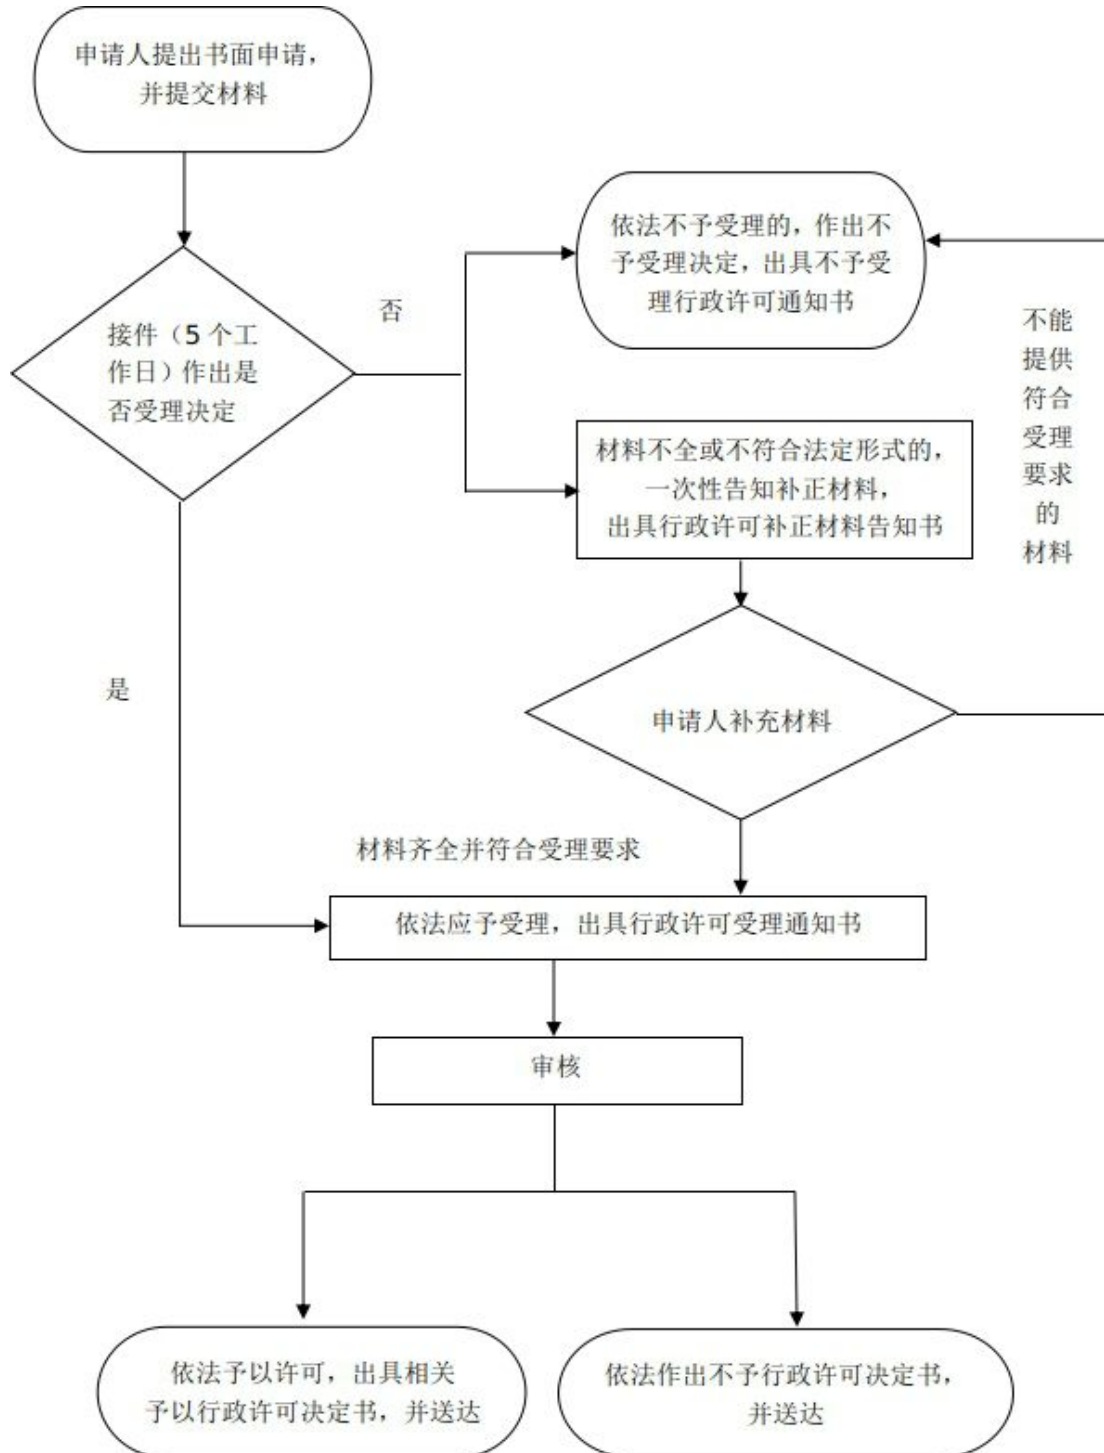 申请人提出书面申请，
并提交材料
依法不予受理的，作出不
予受理决定，出具不予受
理行政许可通知书
否
接件（5 个工
作日）作出是
否受理决定
不能
提供
符合
受理
要求
的
材料
材料不全或不符合法定形式的，
一次性告知补正材料，
出具行政许可补正材料告知书
是
申请人补充材料
材料齐全并符合受理要求
依法应予受理，出具行政许可受理通知书
审核
依法予以许可，出具相关
予以行政许可决定书，并送达
依法作出不予行政许可决定书，
并送达